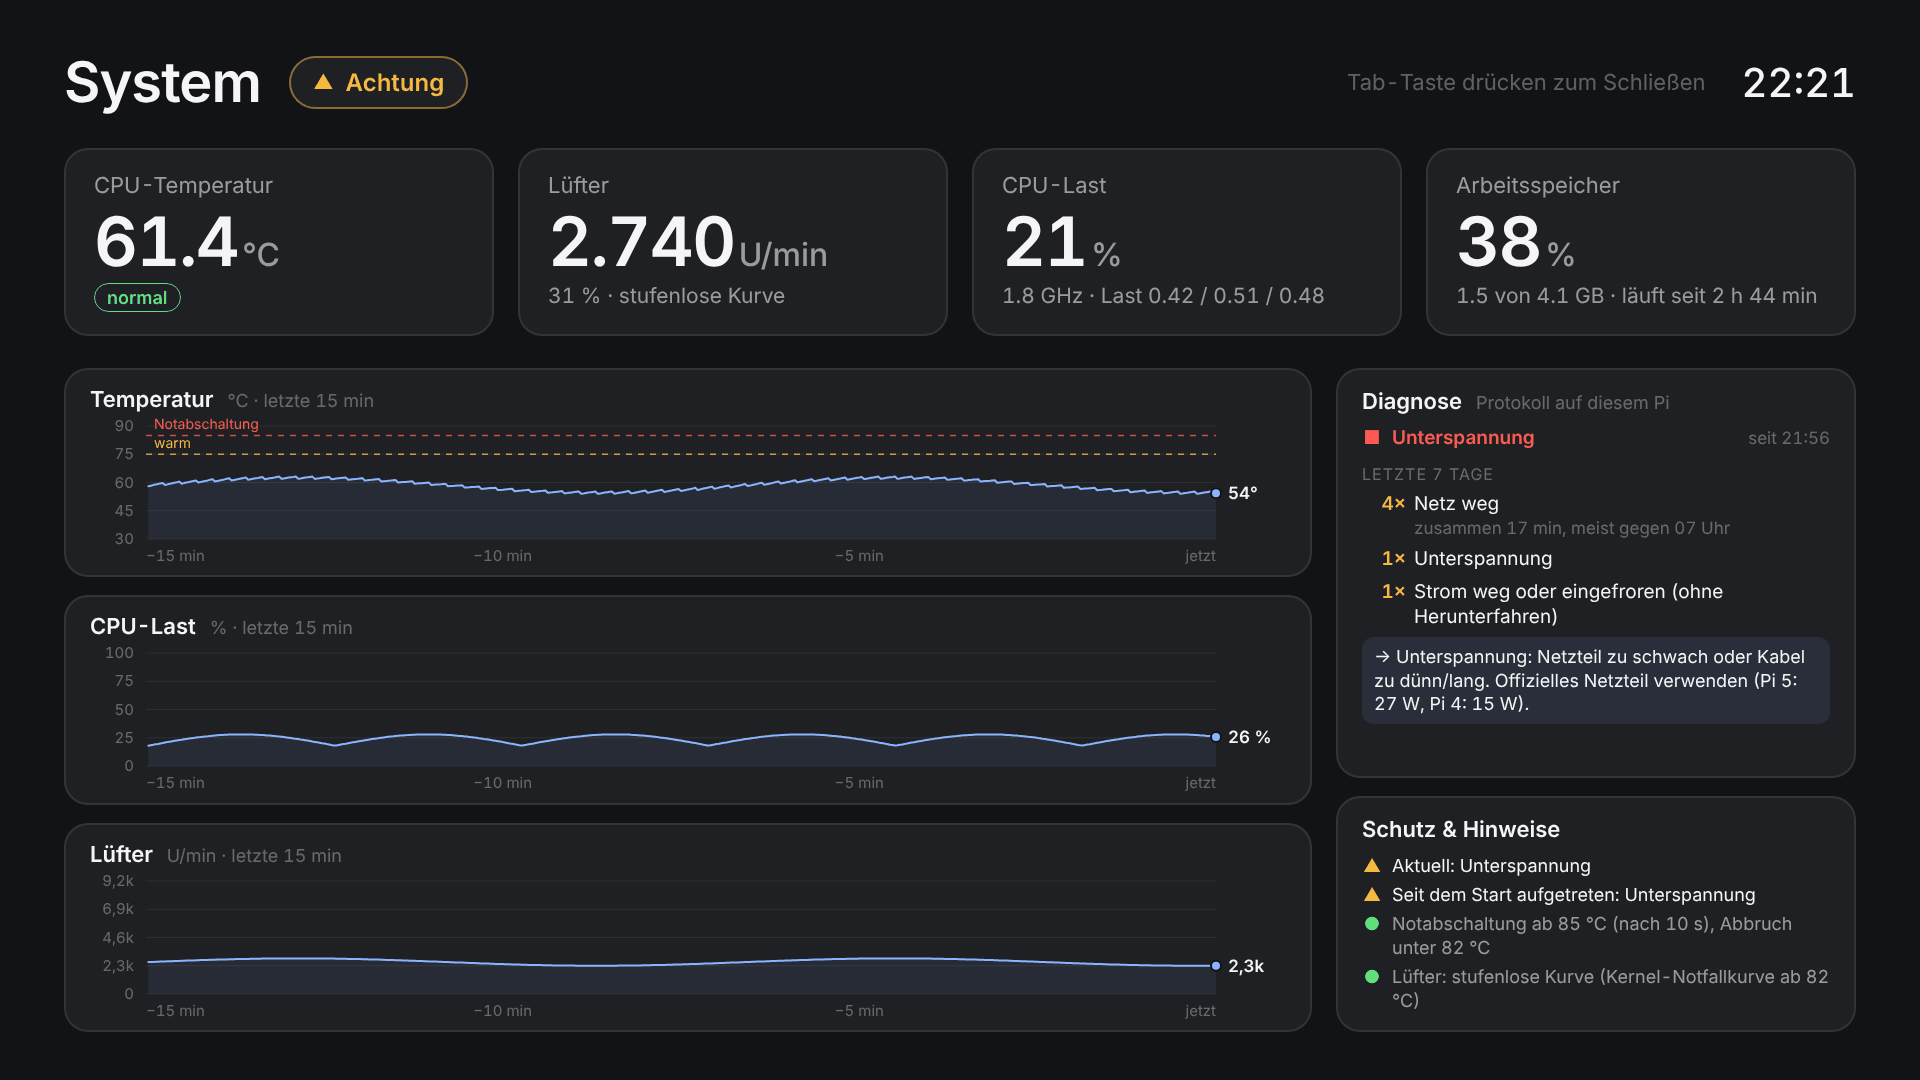 System
Achtung
Tab-Taste drücken zum Schließen
22:21
CPU-Temperatur
61.4 °C
normal
Lüfter
2.740 U/min
31 % · stufenlose Kurve
CPU-Last
21 %
1.8 GHz · Last 0.42 / 0.51 / 0.48
Arbeitsspeicher
38 %
1.5 von 4.1 GB · läuft seit 2 h 44 min
Temperatur °C · letzte 15 min
90
Notabschaltung
warm
75
60
45
30
54°
−15 min
−10 min
−5 min
jetzt
CPU-Last % · letzte 15 min
100
75
50
25
0
26 %
−15 min
−10 min
−5 min
jetzt
Lüfter U/min · letzte 15 min
9,2k
6,9k
4,6k
2,3k
0
2,3k
−15 min
−10 min
−5 min
jetzt
Diagnose Protokoll auf diesem Pi
Unterspannung seit 21:56
LETZTE 7 TAGE
4× Netz weg
zusammen 17 min, meist gegen 07 Uhr
1× Unterspannung
1× Strom weg oder eingefroren (ohne
Herunterfahren)
→ Unterspannung: Netzteil zu schwach oder Kabel
zu dünn/lang. Offizielles Netzteil verwenden (Pi 5:
27 W, Pi 4: 15 W).
Schutz & Hinweise
Aktuell: Unterspannung
Seit dem Start aufgetreten: Unterspannung
Notabschaltung ab 85 °C (nach 10 s), Abbruch
unter 82 °C
Lüfter: stufenlose Kurve (Kernel-Notfallkurve ab 82
°C)